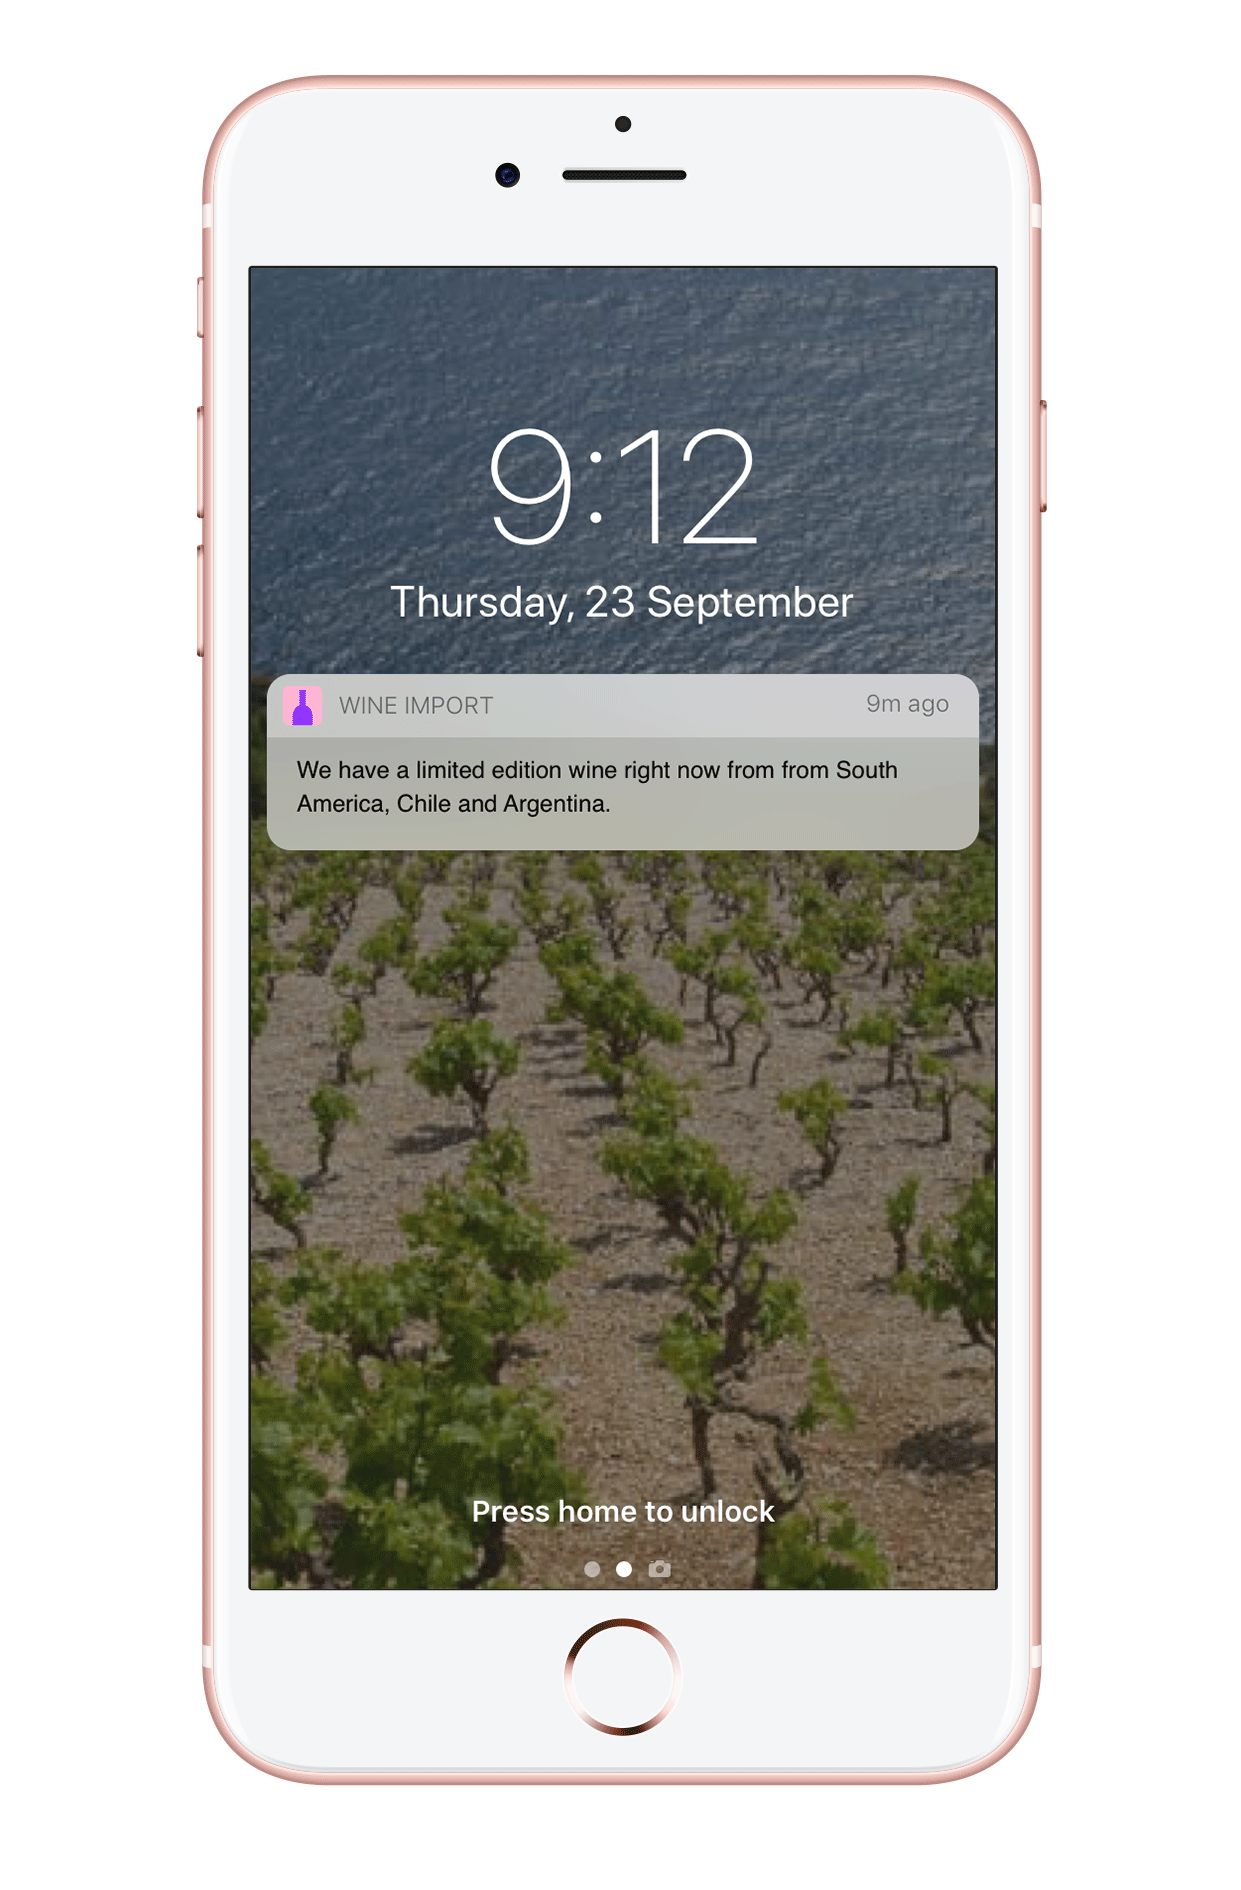 9:12
Thursday, 23 September
WINE IMPORT 9m ago
We have a limited edition wine right now from from South
America, Chile and Argentina.
Press home to unlock